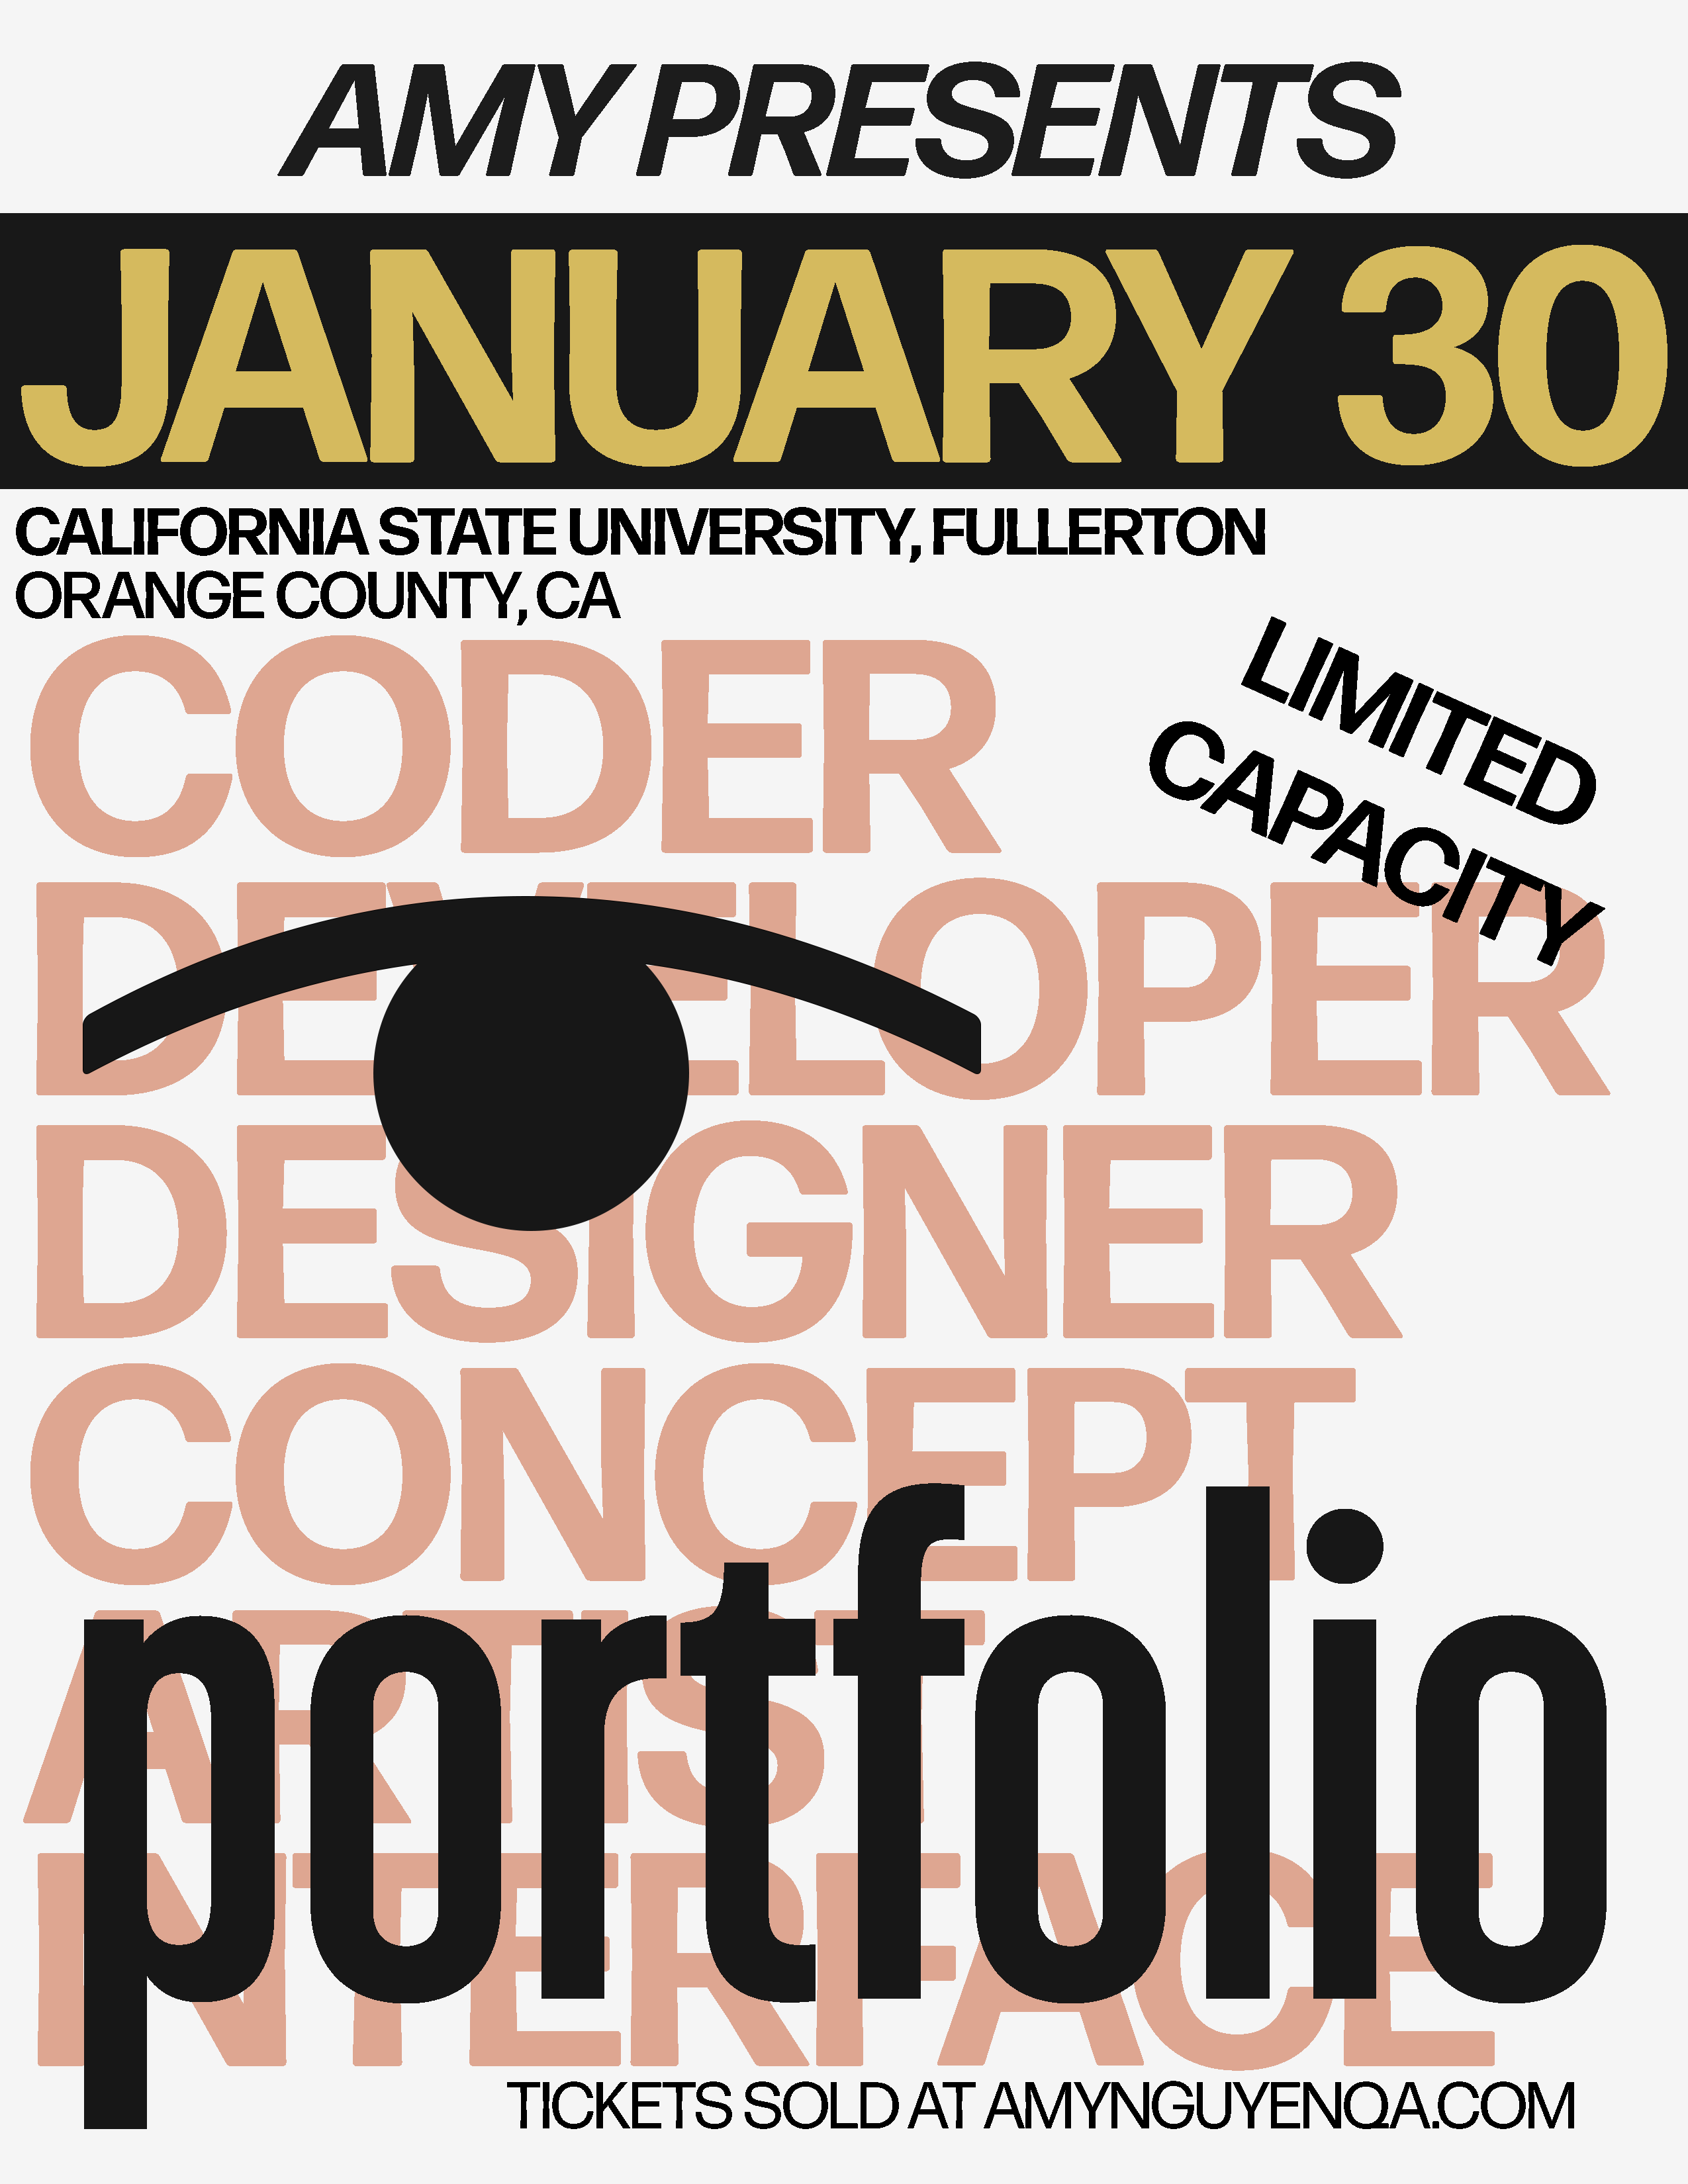 AMY PRESENTS
JANUARY 30
CALIFORNIA STATE UNIVERSITY, FULLERTON
ORANGE COUNTY, CA
LIMITED
CAPACITY
CODER
DEVELOPER
DESIGNER
CONCEPT
ARTIST
INTERFACE
portfolio
TICKETS SOLD AT AMYNGUYENQA.COM